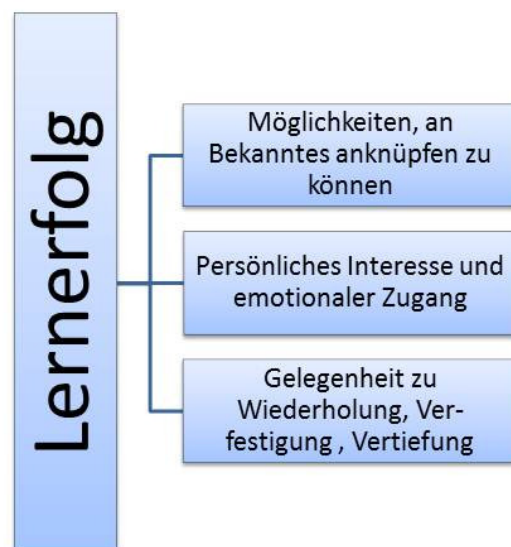 Lernerfolg
Möglichkeiten, an
Bekanntes anknüpfen zu
können
Persönliches Interesse und
emotionaler Zugang
Gelegenheit zu
Wiederholung, Ver-
festigung , Vertiefung